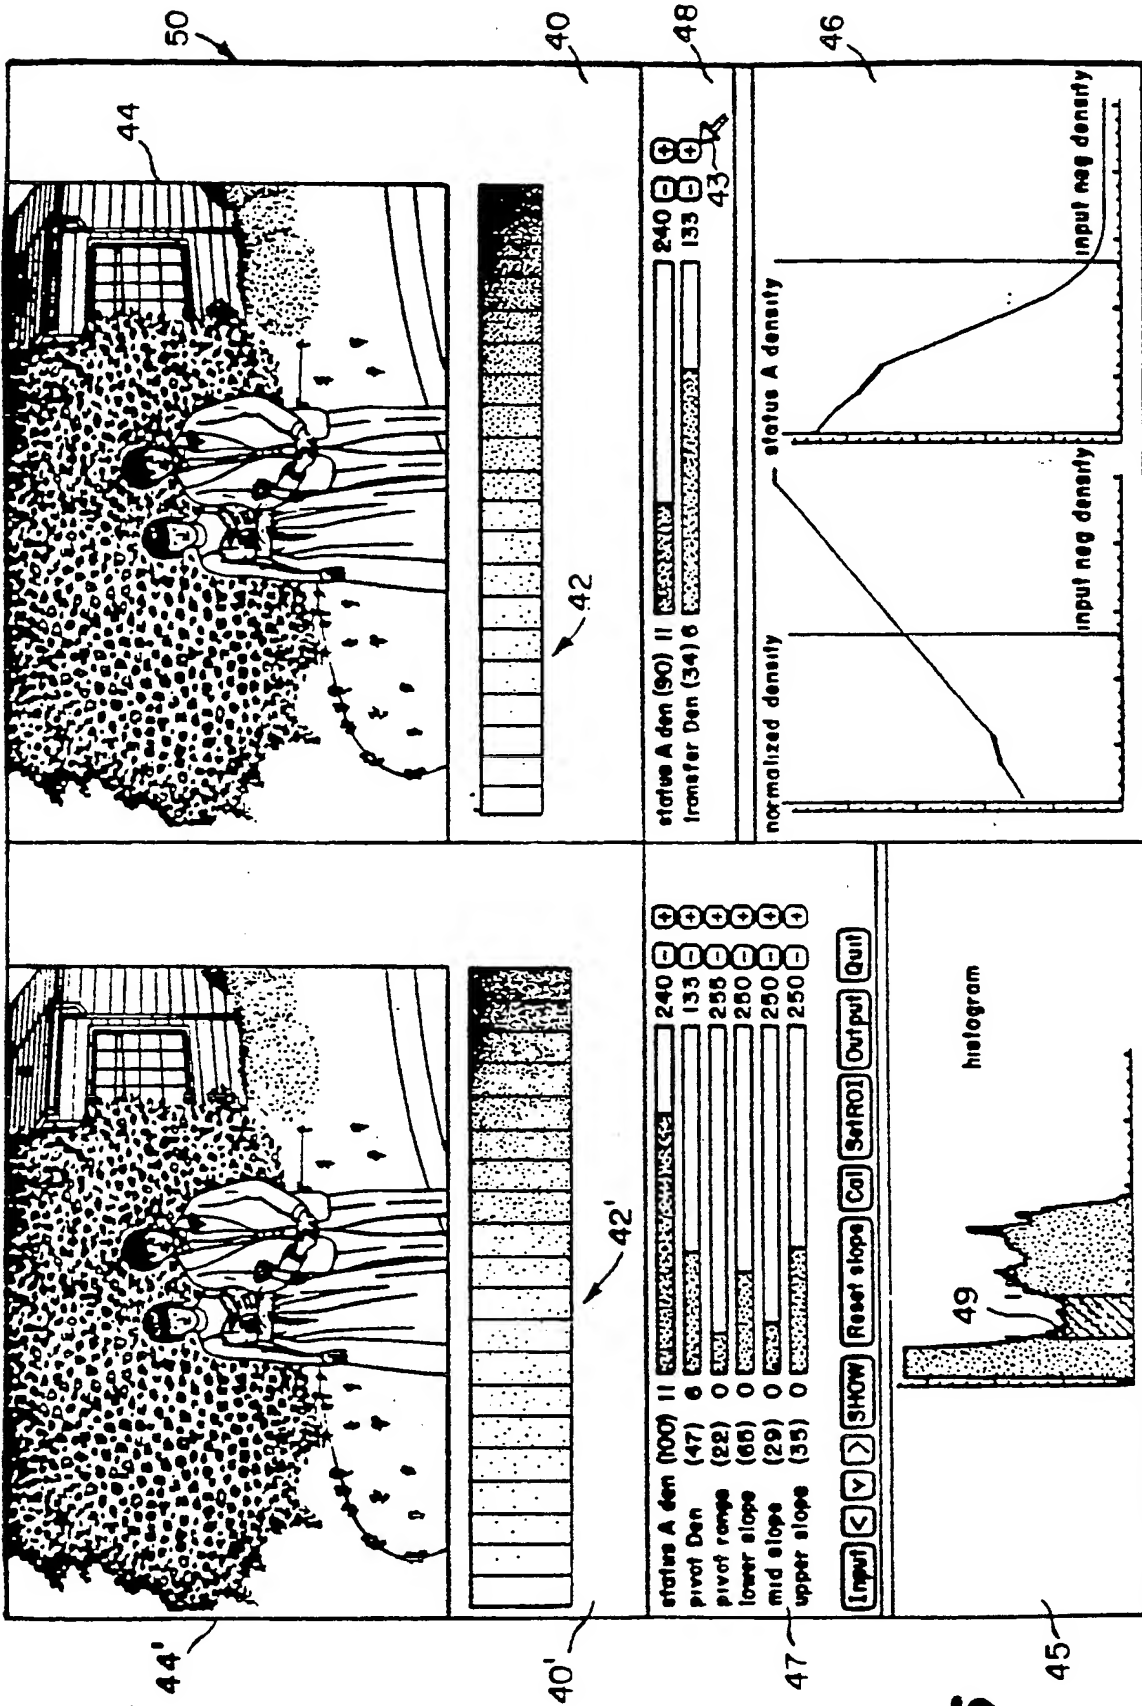 44'
44
50
40'
42'
42
40
47
status A den (100) 11 240 - +
pivot Den (47) 6 133 - +
pivot range (22) 0 255 - +
lower slope (65) 0 250 - +
mid slope (29) 0 250 - +
upper slope (35) 0 250 - +
Input < v > SHOW Reset slope Cal SetROI Output Quit
status A den (90) 11 240 - +
transfer Den (34) 6 133 - +
43
48
45
49
histogram
normalized density
input neg density
status A density
input neg density
46